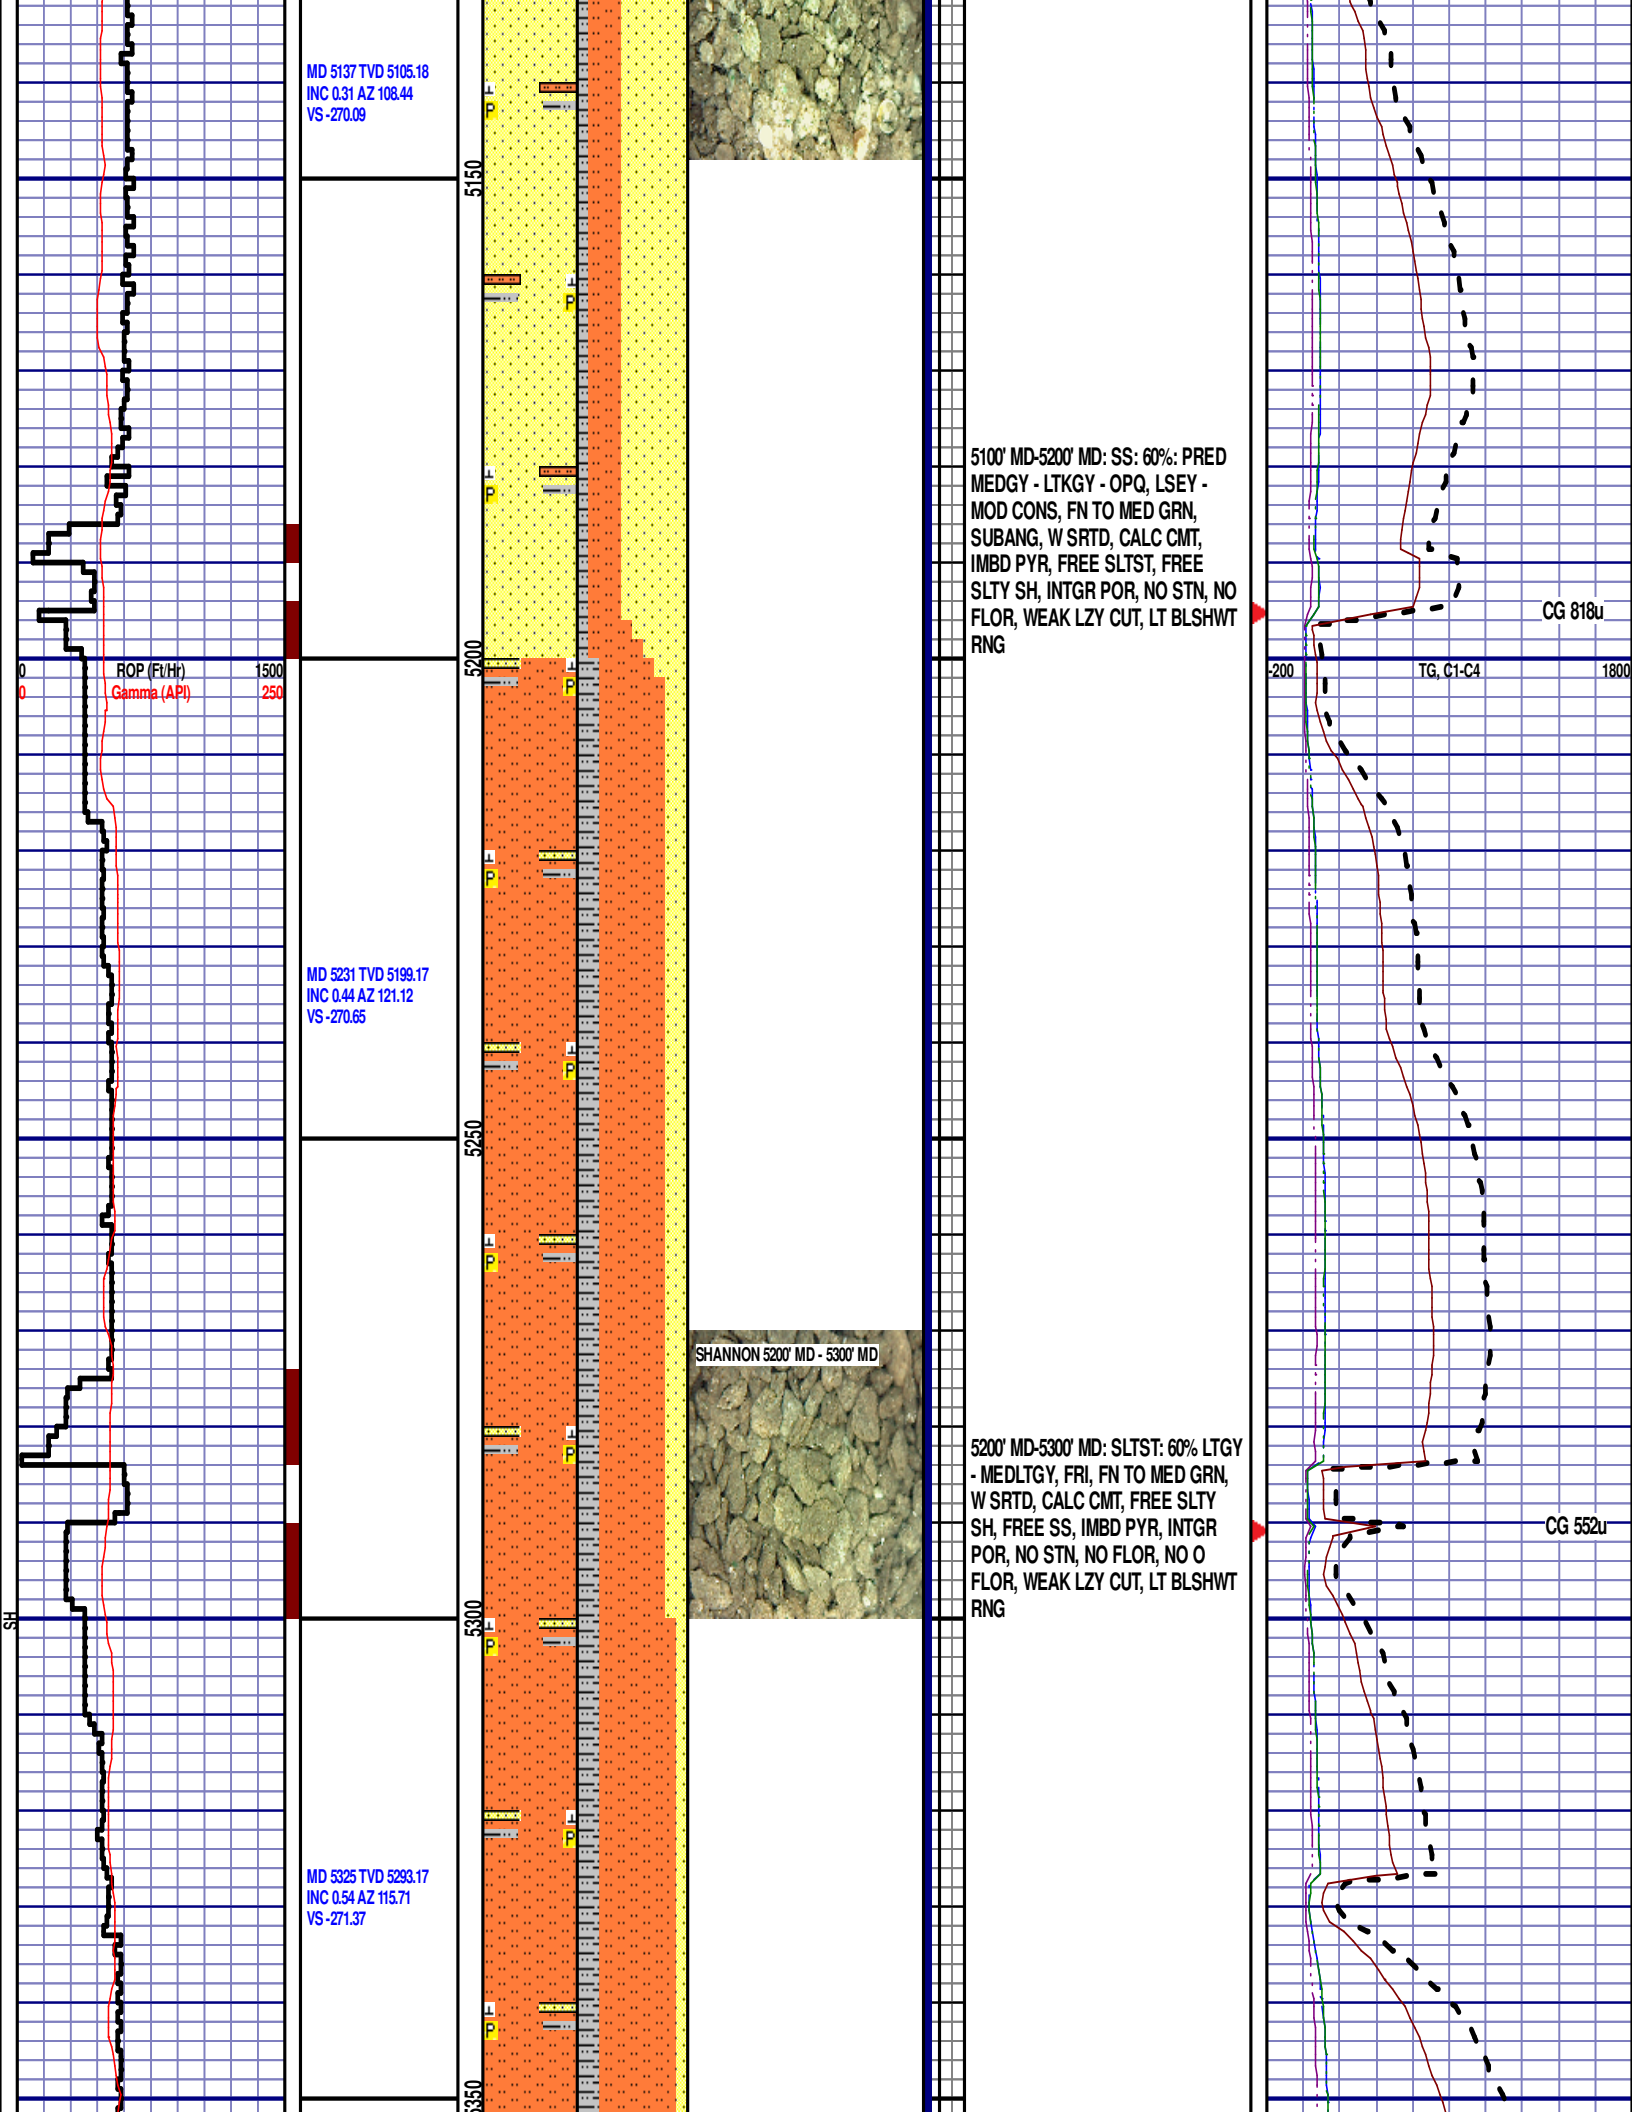 MD 5137 TVD 5105.18
INC 0.31 AZ 108.44
VS -270.09
5150
5100' MD-5200' MD: SS: 60%: PRED
MEDGY - LTKGY - OPQ, LSEY -
MOD CONS, FN TO MED GRN,
SUBANG, W SRTD, CALC CMT,
IMBD PYR, FREE SLTST, FREE
SLTY SH, INTGR POR, NO STN, NO
FLOR, WEAK LZY CUT, LT BLSHWT
RNG
CG 818u
5200
0 ROP (Ft/Hr) 1500
0 Gamma (API) 250
-200 TG, C1-C4 1800
MD 5231 TVD 5199.17
INC 0.44 AZ 121.12
VS -270.65
5250
SHANNON 5200' MD - 5300' MD
5200' MD-5300' MD: SLTST: 60% LTGY
- MEDLTGY, FRI, FN TO MED GRN,
W SRTD, CALC CMT, FREE SLTY
SH, FREE SS, IMBD PYR, INTGR
POR, NO STN, NO FLOR, NO O
FLOR, WEAK LZY CUT, LT BLSHWT
RNG
CG 552u
SH
5300
MD 5325 TVD 5293.17
INC 0.54 AZ 115.71
VS -271.37
5350
P
P
P
P
P
P
P
P
P
P
P